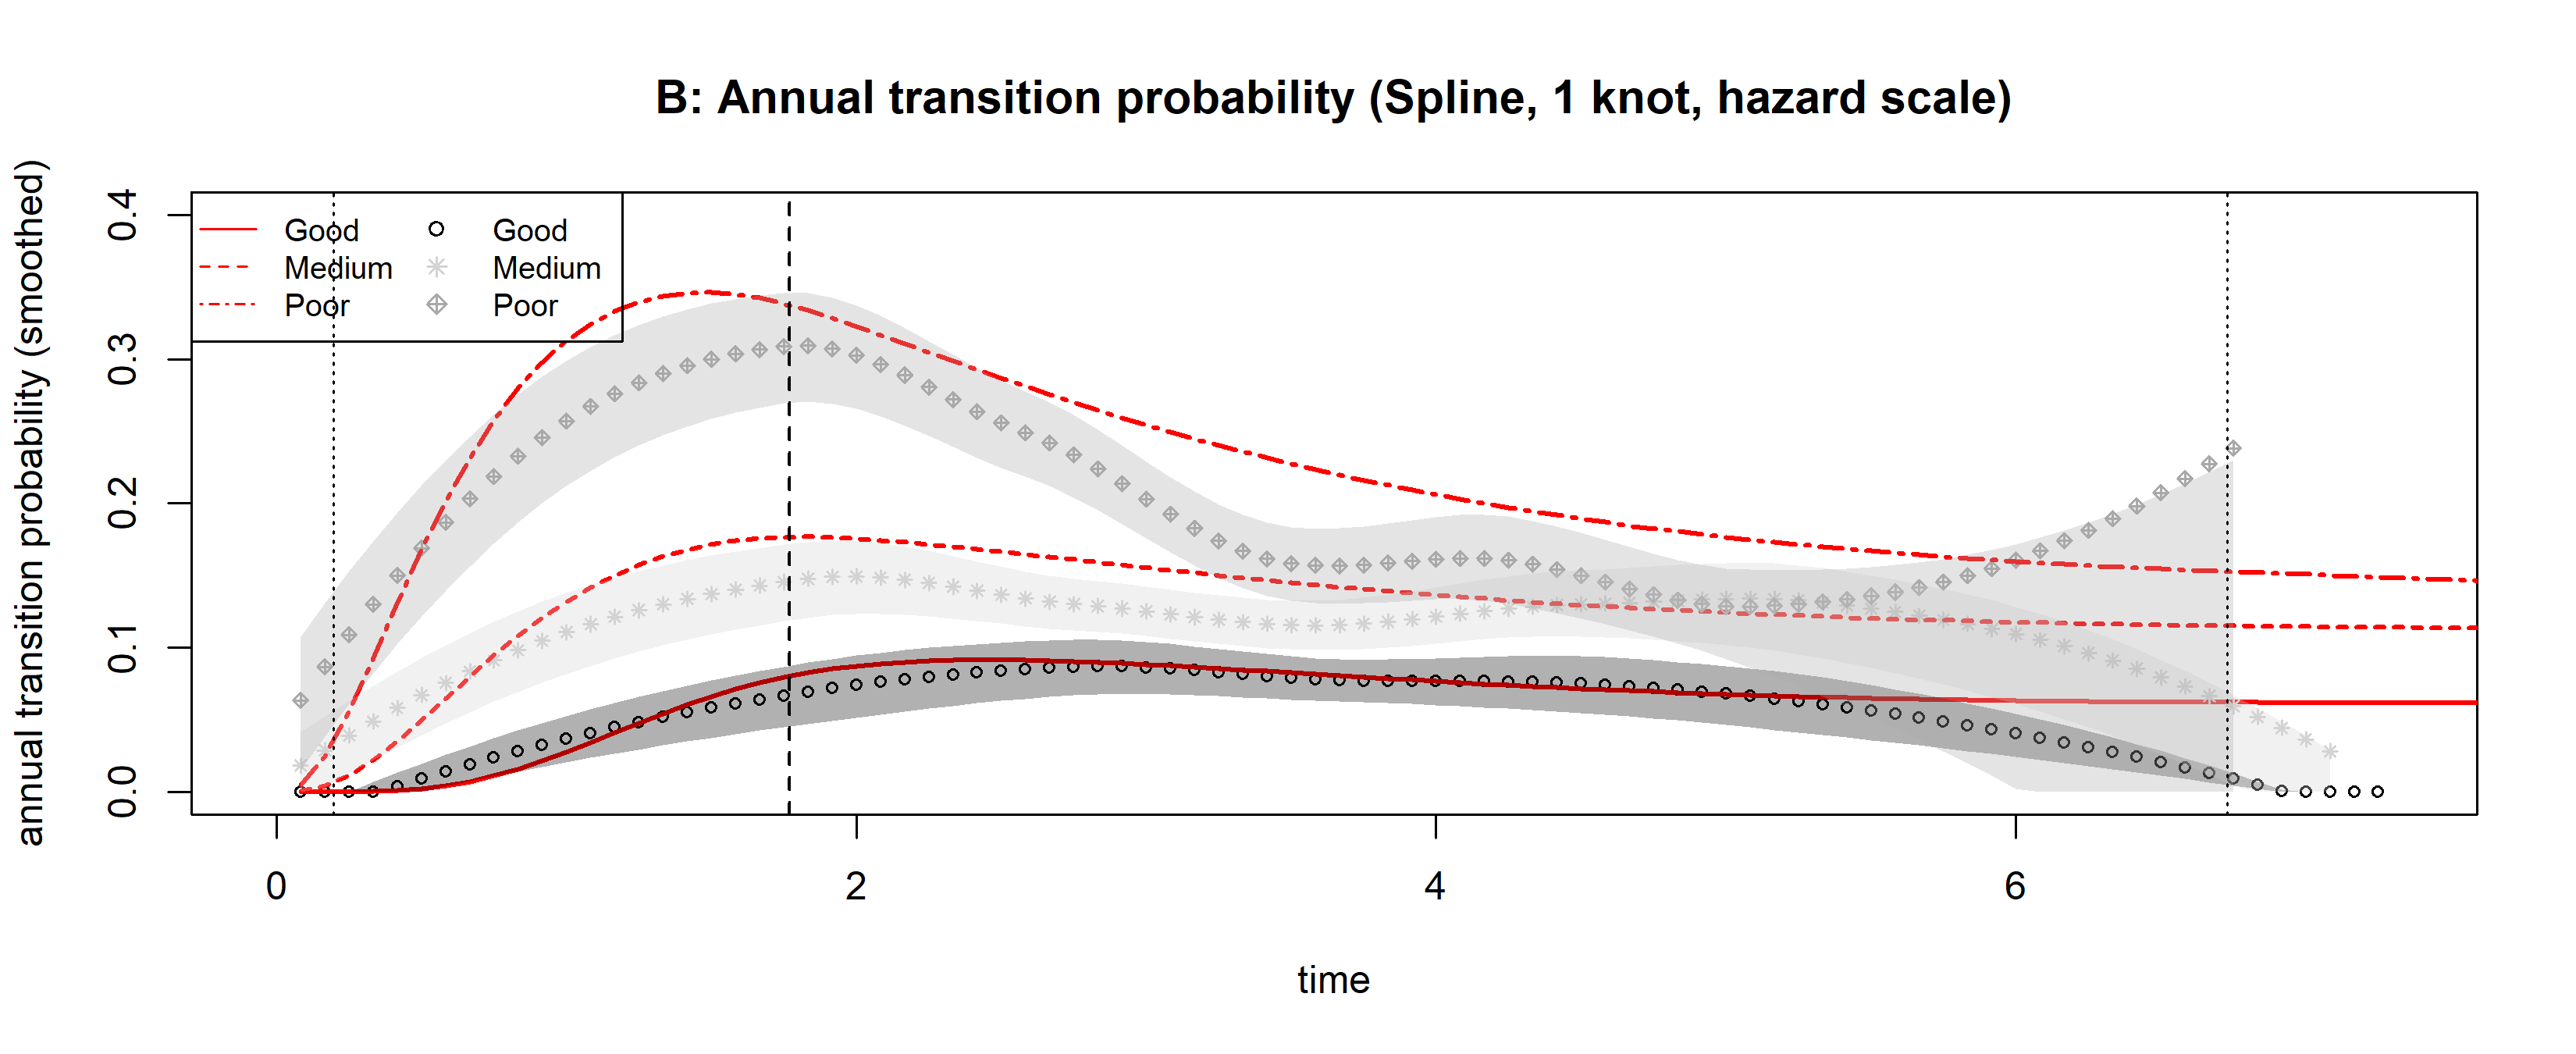 B: Annual transition probability (Spline, 1 knot, hazard scale)
annual transition probability (smoothed)
0.4
0.3
0.2
0.1
0.0
Good Good
Medium Medium
Poor Poor
0 2 4 6
time